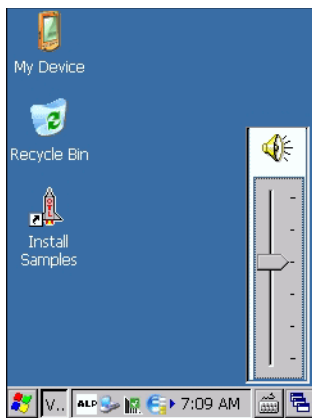 My Device
Recycle Bin
Install
Samples
V..
ALP
7:09 AM